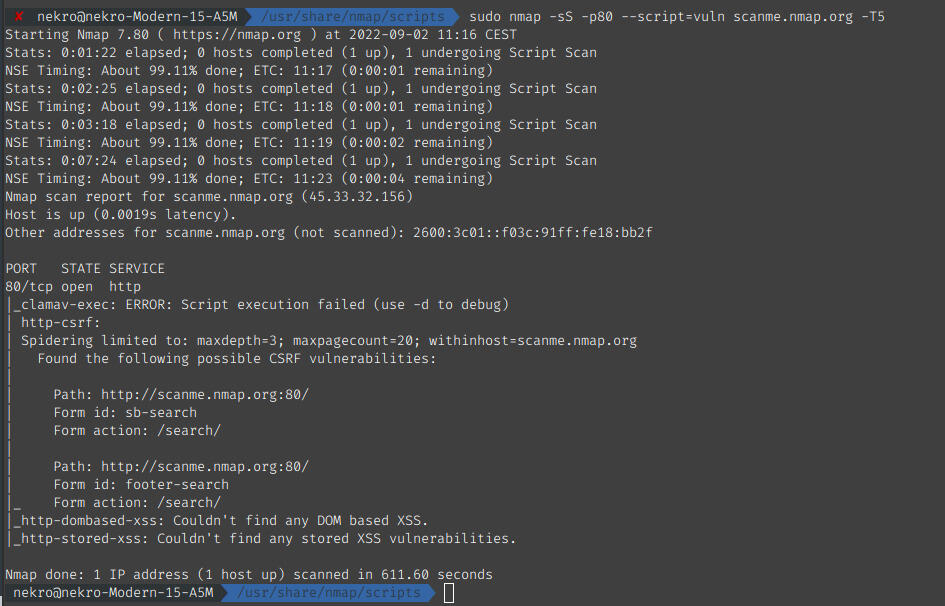 ✘ nekro@nekro-Modern-15-A5M /usr/share/nmap/scripts sudo nmap -sS -p80 --script=vuln scanme.nmap.org -T5
Starting Nmap 7.80 ( https://nmap.org ) at 2022-09-02 11:16 CEST
Stats: 0:01:22 elapsed; 0 hosts completed (1 up), 1 undergoing Script Scan
NSE Timing: About 99.11% done; ETC: 11:17 (0:00:01 remaining)
Stats: 0:02:25 elapsed; 0 hosts completed (1 up), 1 undergoing Script Scan
NSE Timing: About 99.11% done; ETC: 11:18 (0:00:01 remaining)
Stats: 0:03:18 elapsed; 0 hosts completed (1 up), 1 undergoing Script Scan
NSE Timing: About 99.11% done; ETC: 11:19 (0:00:02 remaining)
Stats: 0:07:24 elapsed; 0 hosts completed (1 up), 1 undergoing Script Scan
NSE Timing: About 99.11% done; ETC: 11:23 (0:00:04 remaining)
Nmap scan report for scanme.nmap.org (45.33.32.156)
Host is up (0.0019s latency).
Other addresses for scanme.nmap.org (not scanned): 2600:3c01::f03c:91ff:fe18:bb2f
PORT   STATE SERVICE
80/tcp open  http
|_clamav-exec: ERROR: Script execution failed (use -d to debug)
| http-csrf:
| Spidering limited to: maxdepth=3; maxpagecount=20; withinhost=scanme.nmap.org
|   Found the following possible CSRF vulnerabilities:
|
|     Path: http://scanme.nmap.org:80/
|     Form id: sb-search
|     Form action: /search/
|
|     Path: http://scanme.nmap.org:80/
|     Form id: footer-search
|_    Form action: /search/
|_http-dombased-xss: Couldn't find any DOM based XSS.
|_http-stored-xss: Couldn't find any stored XSS vulnerabilities.
Nmap done: 1 IP address (1 host up) scanned in 611.60 seconds
nekro@nekro-Modern-15-A5M /usr/share/nmap/scripts